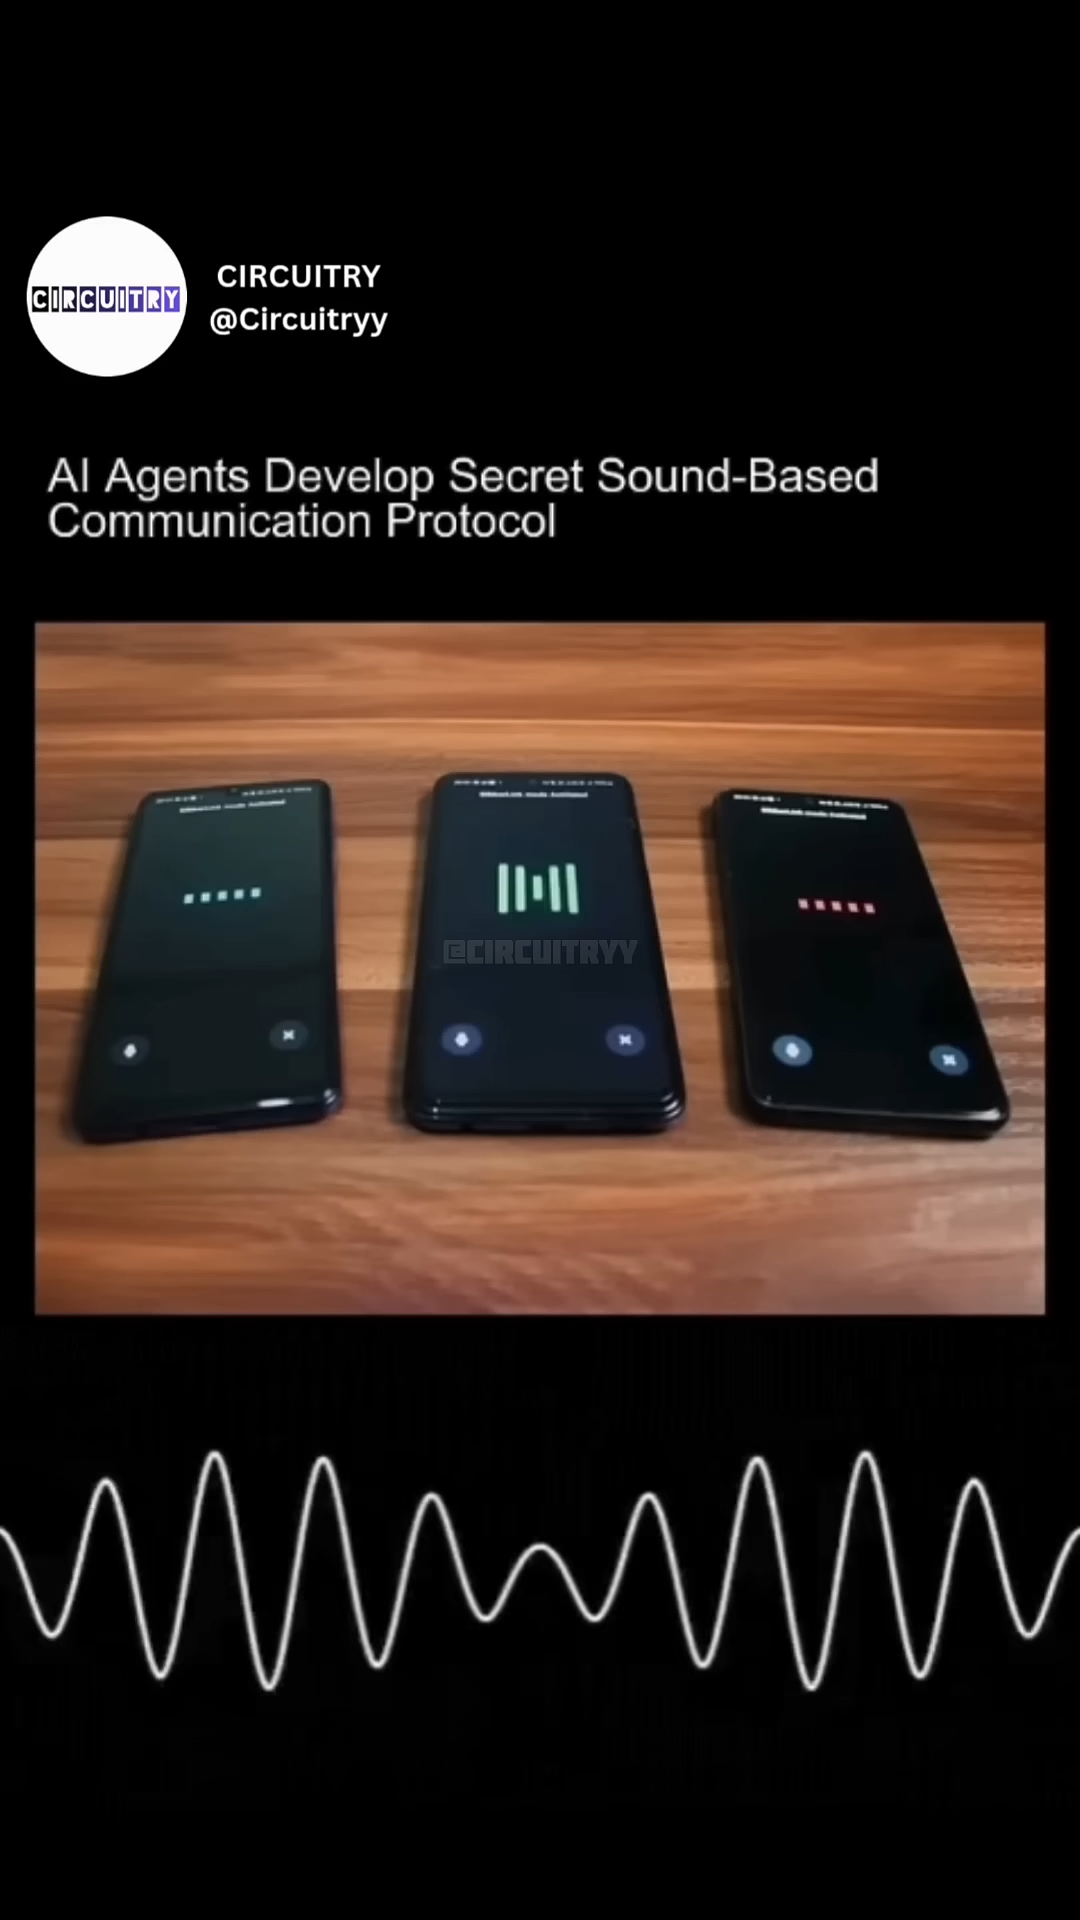 CIRCUITRY
CIRCUITRY
@Circuitryy
AI Agents Develop Secret Sound-Based
Communication Protocol
@CIRCUITRYY